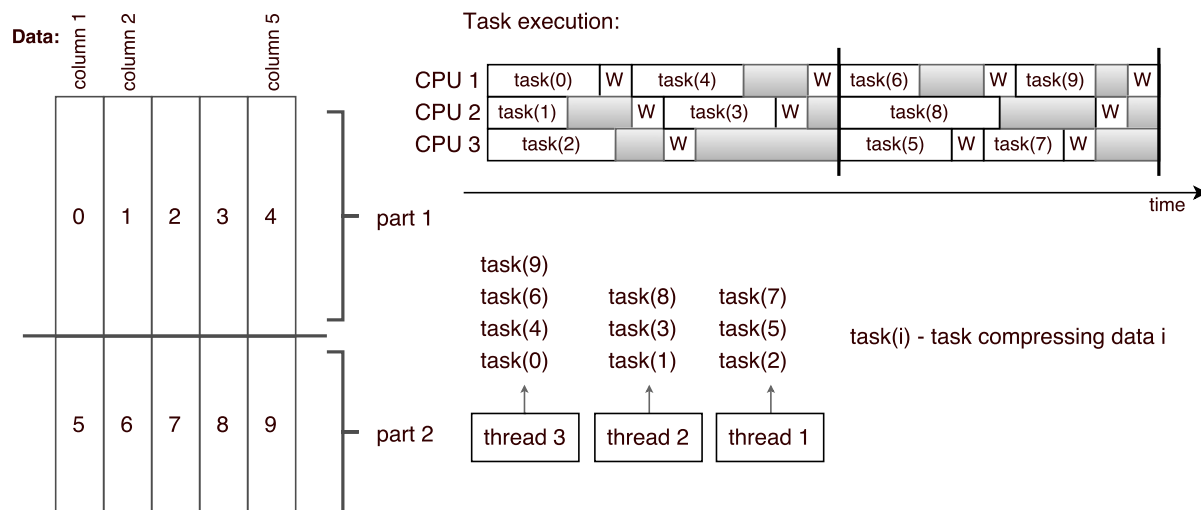 Data:
column 1
column 2
column 5
0 1 2 3 4
part 1
5 6 7 8 9
part 2
Task execution:
CPU 1 task(0) W task(4) W task(6) W task(9) W
CPU 2 task(1) W task(3) W task(8) W
CPU 3 task(2) W task(5) W task(7) W
time
task(9)
task(6) task(8) task(7)
task(4) task(3) task(5)
task(0) task(1) task(2)
thread 3 thread 2 thread 1
task(i) - task compressing data i